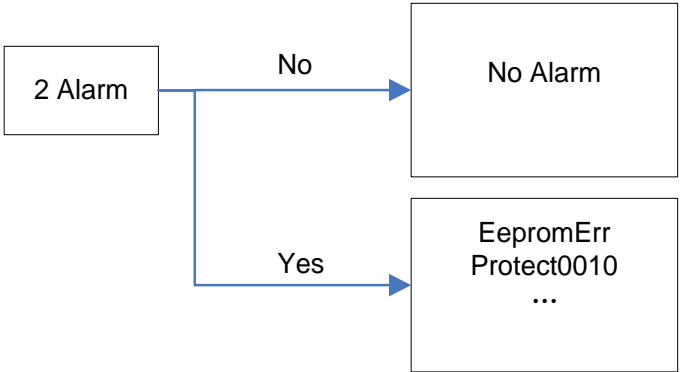 2 Alarm
No
No Alarm
Yes
EepromErr
Protect0010
...